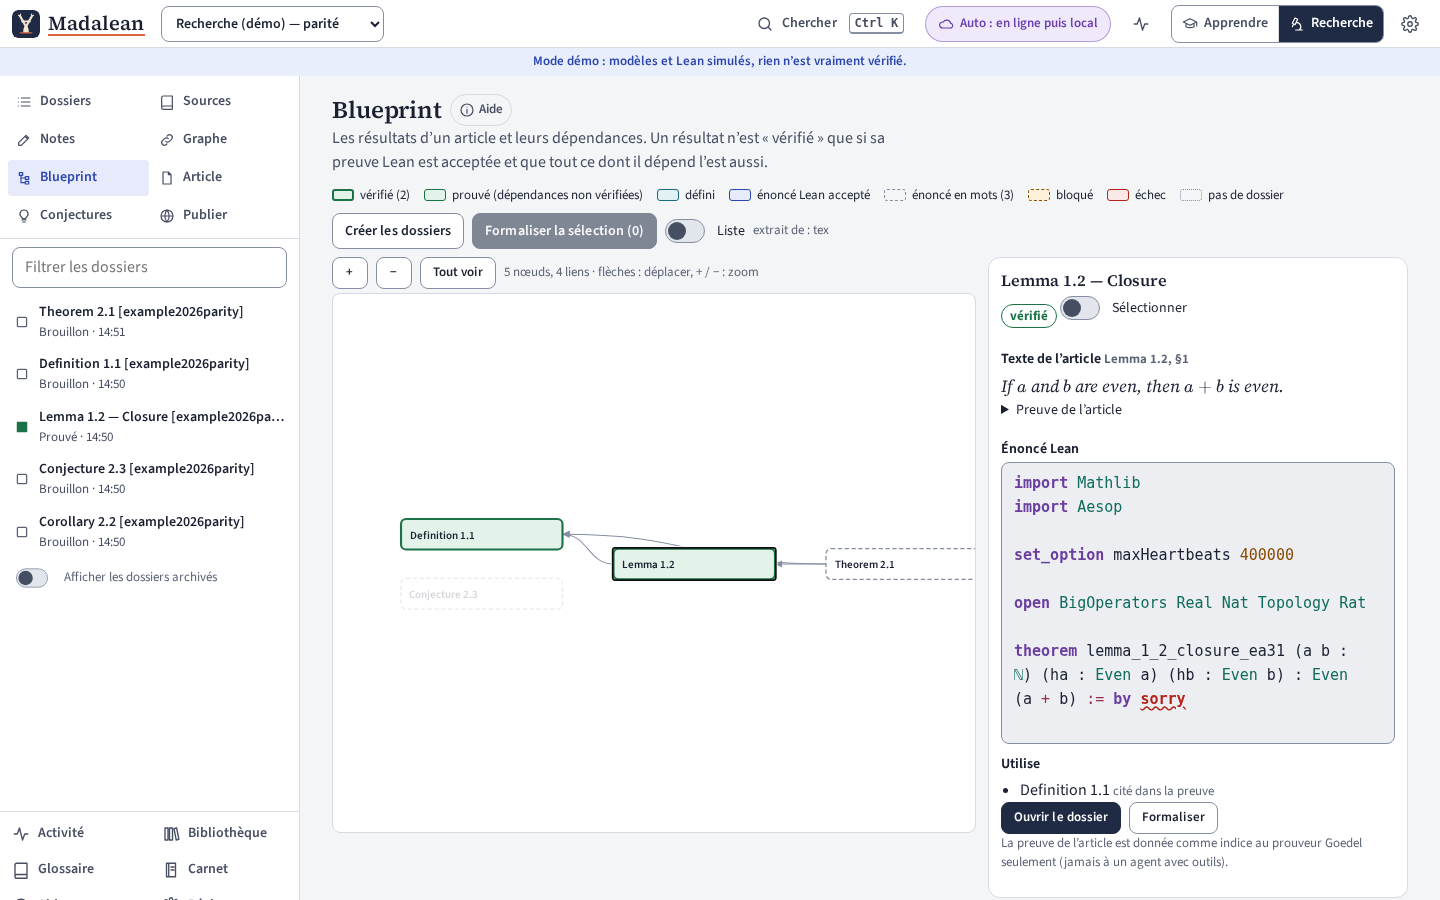 Madalean
Recherche (démo) — parité
Chercher
Ctrl K
Auto : en ligne puis local
Apprendre
Recherche
Mode démo : modèles et Lean simulés, rien n’est vraiment vérifié.
Dossiers
Sources
Notes
Graphe
Blueprint
Article
Conjectures
Publier
Filtrer les dossiers
Theorem 2.1 [example2026parity]
Brouillon · 14:51
Definition 1.1 [example2026parity]
Brouillon · 14:50
Lemma 1.2 — Closure [example2026pa…
Prouvé · 14:50
Conjecture 2.3 [example2026parity]
Brouillon · 14:50
Corollary 2.2 [example2026parity]
Brouillon · 14:50
Afficher les dossiers archivés
Activité
Bibliothèque
Glossaire
Carnet
Blueprint
Aide
Les résultats d’un article et leurs dépendances. Un résultat n’est « vérifié » que si sa
preuve Lean est acceptée et que tout ce dont il dépend l’est aussi.
vérifié (2)
prouvé (dépendances non vérifiées)
défini
énoncé Lean accepté
énoncé en mots (3)
bloqué
échec
pas de dossier
Créer les dossiers
Formaliser la sélection (0)
Liste
extrait de : tex
+
−
Tout voir
5 nœuds, 4 liens · flèches : déplacer, + / − : zoom
Definition 1.1
Lemma 1.2
Theorem 2.1
Conjecture 2.3
Lemma 1.2 — Closure
vérifié
Sélectionner
Texte de l’article Lemma 1.2, §1
If a and b are even, then a + b is even.
Preuve de l’article
Énoncé Lean
import Mathlib
import Aesop
set_option maxHeartbeats 400000
open BigOperators Real Nat Topology Rat
theorem lemma_1_2_closure_ea31 (a b :
ℕ) (ha : Even a) (hb : Even b) : Even
(a + b) := by sorry
Utilise
• Definition 1.1 cité dans la preuve
Ouvrir le dossier
Formaliser
La preuve de l’article est donnée comme indice au prouveur Goedel
seulement (jamais à un agent avec outils).